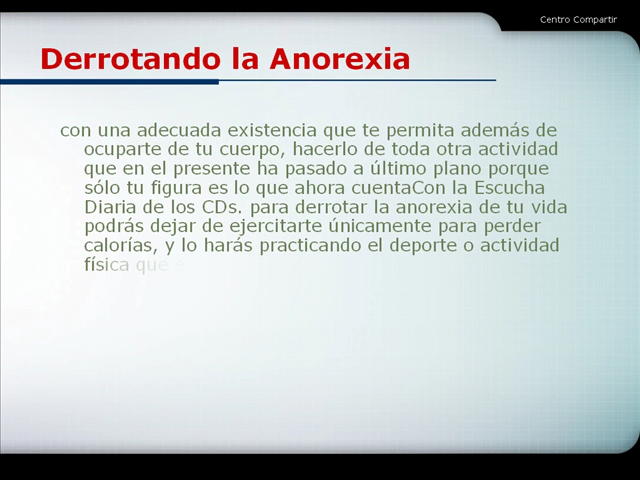 Centro Compartir
Derrotando la Anorexia
con una adecuada existencia que te permita además de
ocuparte de tu cuerpo, hacerlo de toda otra actividad
que en el presente ha pasado a último plano porque
sólo tu figura es lo que ahora cuentaCon la Escucha
Diaria de los CDs. para derrotar la anorexia de tu vida
podrás dejar de ejercitarte únicamente para perder
calorías, y lo harás practicando el deporte o actividad
física que